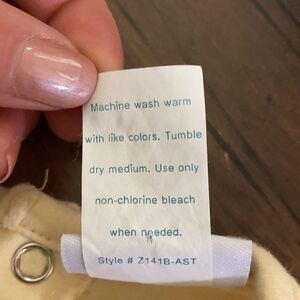 Machine wash warm
with like colors. Tumble
dry medium. Use only
non-chlorine bleach
when needed.
Style # Z141B-AST